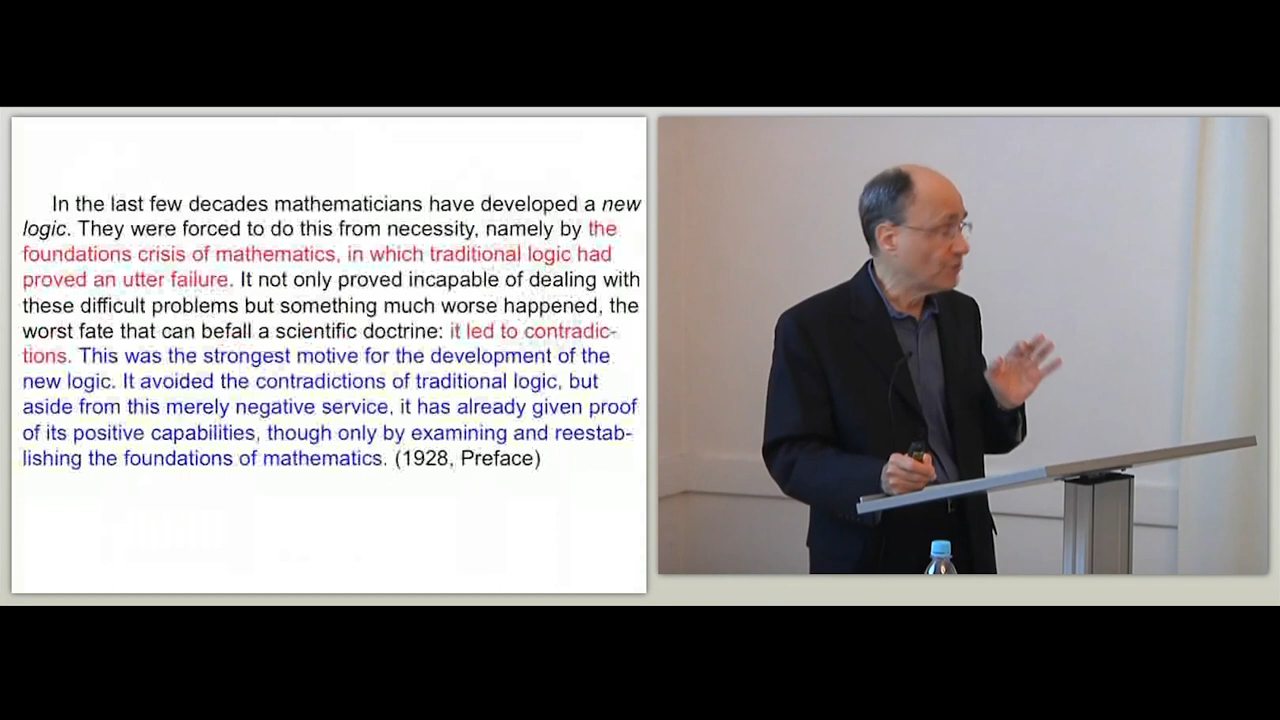 In the last few decades mathematicians have developed a new
logic. They were forced to do this from necessity, namely by the
foundations crisis of mathematics, in which traditional logic had
proved an utter failure. It not only proved incapable of dealing with
these difficult problems but something much worse happened, the
worst fate that can befall a scientific doctrine: it led to contradic-
tions. This was the strongest motive for the development of the
new logic. It avoided the contradictions of traditional logic, but
aside from this merely negative service, it has already given proof
of its positive capabilities, though only by examining and reestab-
lishing the foundations of mathematics. (1928, Preface)